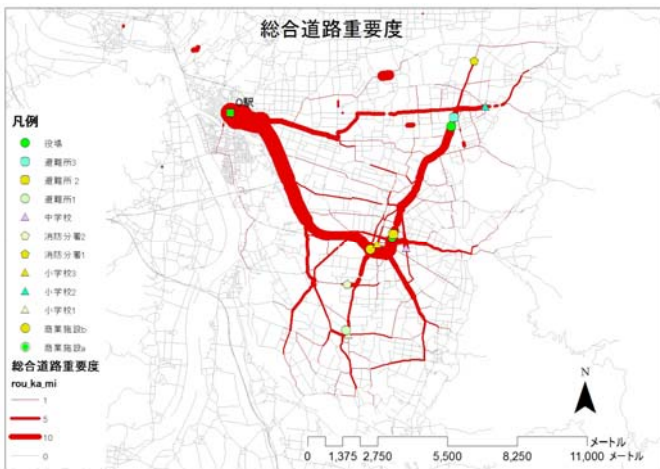 総合道路重要度
O駅
凡例
役場
避難所3
避難所 2
避難所1
中学校
消防分署2
消防分署1
小学校3
小学校2
小学校1
商業施設b
商業施設a
総合道路重要度
rou_ka_mi
1
5
10
0
N
メートル
0 1,375 2,750 5,500 8,250 11,000 メートル